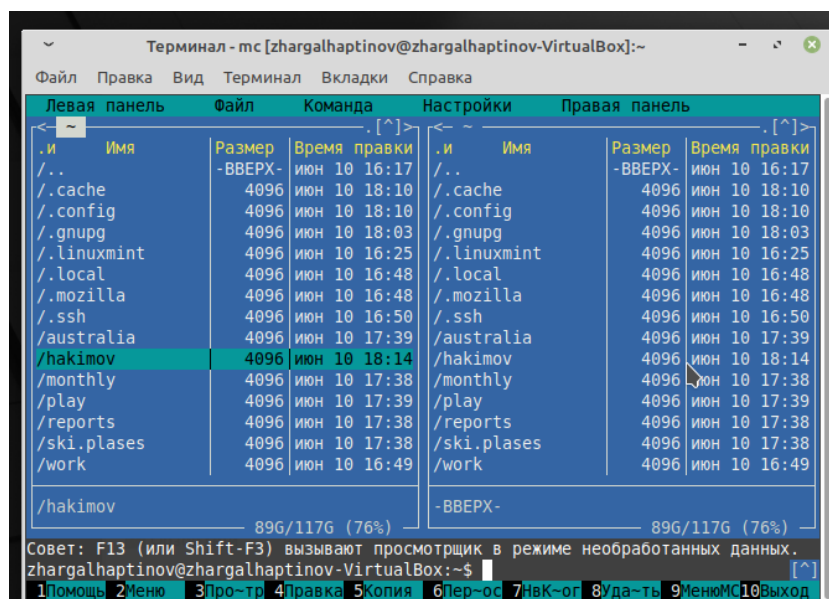 Терминал - mc [zhargalhaptinov@zhargalhaptinov-VirtualBox]:~
Файл Правка Вид Терминал Вкладки Справка
Левая панель Файл Команда Настройки Правая панель
<- ~ .[^]> <- ~ .[^]>
.и Имя Размер Время правки .и Имя Размер Время правки
/.. -ВВЕРХ- июн 10 16:17 /.. -ВВЕРХ- июн 10 16:17
/.cache 4096 июн 10 18:10 /.cache 4096 июн 10 18:10
/.config 4096 июн 10 18:10 /.config 4096 июн 10 18:10
/.gnupg 4096 июн 10 18:03 /.gnupg 4096 июн 10 18:03
/.linuxmint 4096 июн 10 16:25 /.linuxmint 4096 июн 10 16:25
/.local 4096 июн 10 16:48 /.local 4096 июн 10 16:48
/.mozilla 4096 июн 10 16:48 /.mozilla 4096 июн 10 16:48
/.ssh 4096 июн 10 16:50 /.ssh 4096 июн 10 16:50
/australia 4096 июн 10 17:39 /australia 4096 июн 10 17:39
/hakimov 4096 июн 10 18:14 /hakimov 4096 июн 10 18:14
/monthly 4096 июн 10 17:38 /monthly 4096 июн 10 17:38
/play 4096 июн 10 17:39 /play 4096 июн 10 17:39
/reports 4096 июн 10 17:38 /reports 4096 июн 10 17:38
/ski.plases 4096 июн 10 17:38 /ski.plases 4096 июн 10 17:38
/work 4096 июн 10 16:49 /work 4096 июн 10 16:49
/hakimov -ВВЕРХ-
89G/117G (76%) 89G/117G (76%)
Совет: F13 (или Shift-F3) вызывают просмотрщик в режиме необработанных данных.
zhargalhaptinov@zhargalhaptinov-VirtualBox:~$ [^]
1Помощь 2Меню 3Про~тр 4Правка 5Копия 6Пер~ос 7НвК~ог 8Уда~ть 9МенюMC 10Выход